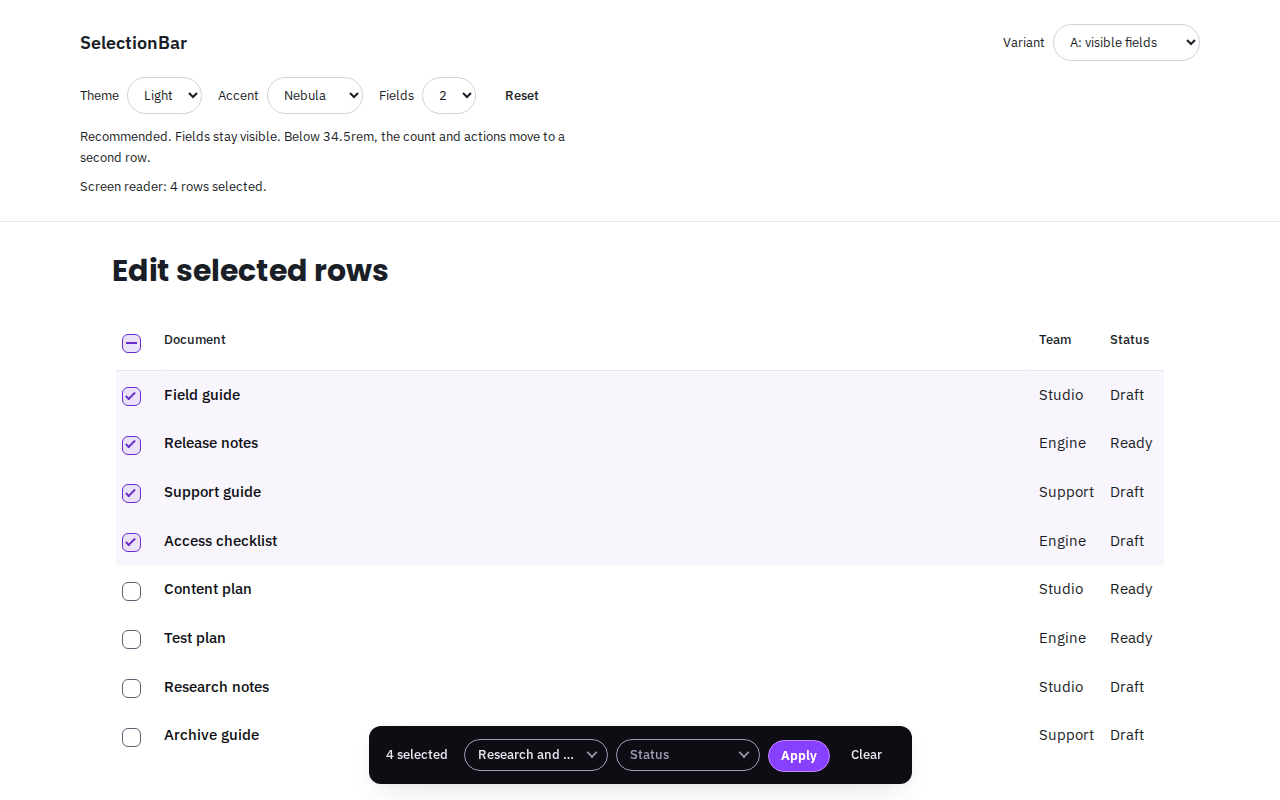 SelectionBar
Variant A: visible fields
Theme Light Accent Nebula Fields 2 Reset
Recommended. Fields stay visible. Below 34.5rem, the count and actions move to a
second row.
Screen reader: 4 rows selected.
Edit selected rows
Document Team Status
Field guide Studio Draft
Release notes Engine Ready
Support guide Support Draft
Access checklist Engine Draft
Content plan Studio Ready
Test plan Engine Ready
Research notes Studio Draft
Archive guide Support Draft
4 selected Research and ... Status Apply Clear